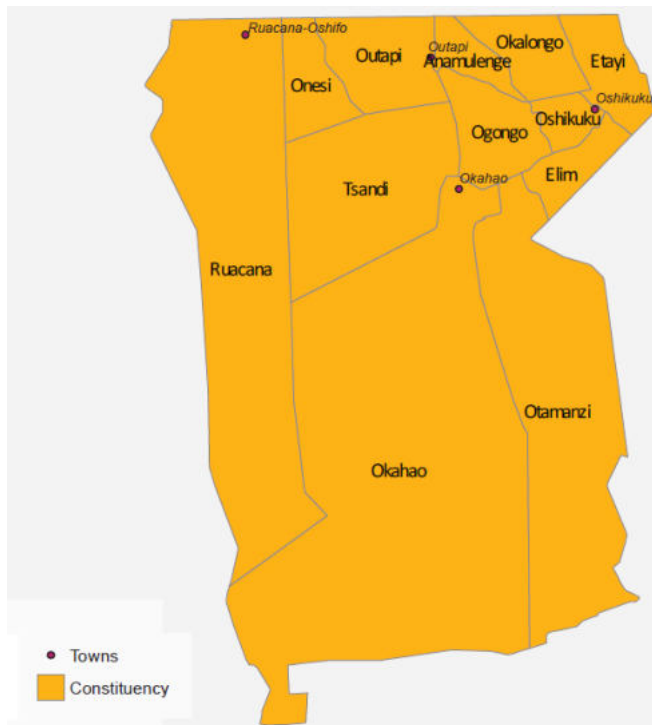 Ruacana-Oshifo
Okalongo
Outapi
Outapi
Anamulenge
Etayi
Onesi
Oshikuku
Oshikuku
Ogongo
Elim
Okahao
Tsandi
Ruacana
Otamanzi
Okahao
Towns
Constituency